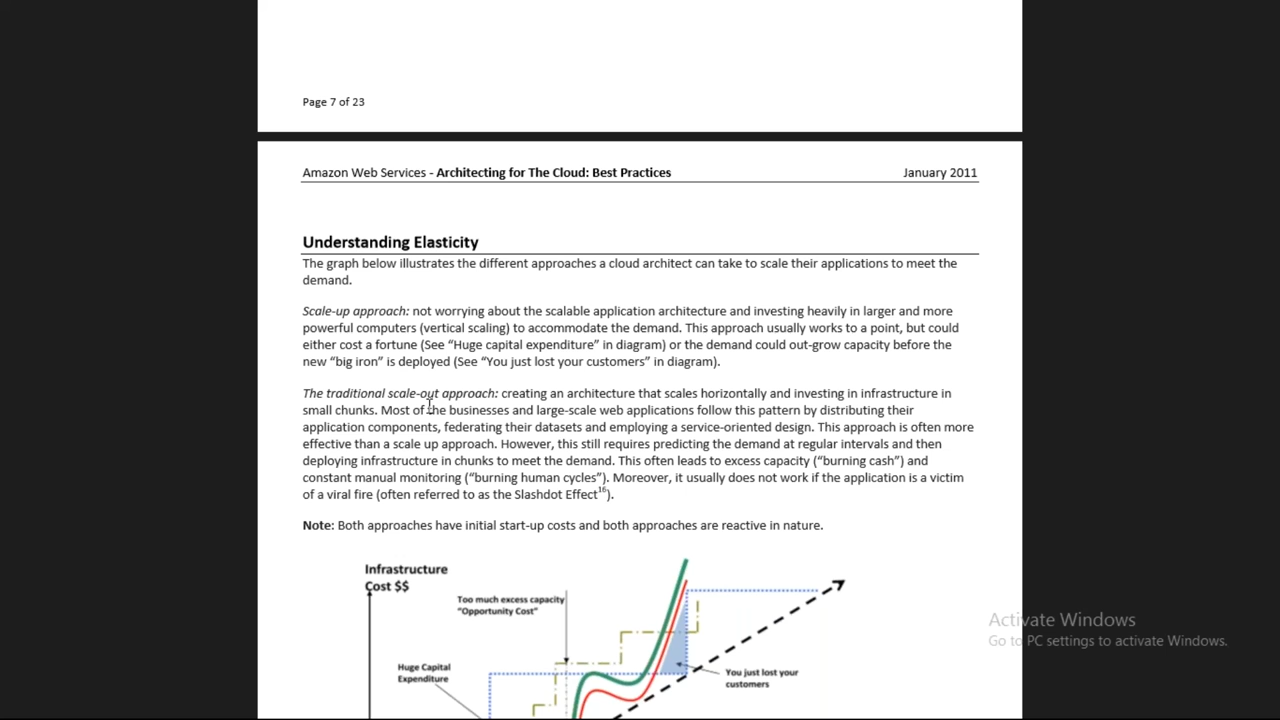 Page 7 of 23
Amazon Web Services - Architecting for The Cloud: Best Practices January 2011
Understanding Elasticity
The graph below illustrates the different approaches a cloud architect can take to scale their applications to meet the
demand.
Scale-up approach: not worrying about the scalable application architecture and investing heavily in larger and more
powerful computers (vertical scaling) to accommodate the demand. This approach usually works to a point, but could
either cost a fortune (See “Huge capital expenditure” in diagram) or the demand could out-grow capacity before the
new “big iron” is deployed (See “You just lost your customers” in diagram).
The traditional scale-out approach: creating an architecture that scales horizontally and investing in infrastructure in
small chunks. Most of the businesses and large-scale web applications follow this pattern by distributing their
application components, federating their datasets and employing a service-oriented design. This approach is often more
effective than a scale up approach. However, this still requires predicting the demand at regular intervals and then
deploying infrastructure in chunks to meet the demand. This often leads to excess capacity (“burning cash”) and
constant manual monitoring (“burning human cycles”). Moreover, it usually does not work if the application is a victim
of a viral fire (often referred to as the Slashdot Effect16).
Note: Both approaches have initial start-up costs and both approaches are reactive in nature.
Infrastructure
Cost $$
Too much excess capacity
“Opportunity Cost”
Huge Capital
Expenditure
You just lost your
customers
Activate Windows
Go to PC settings to activate Windows.